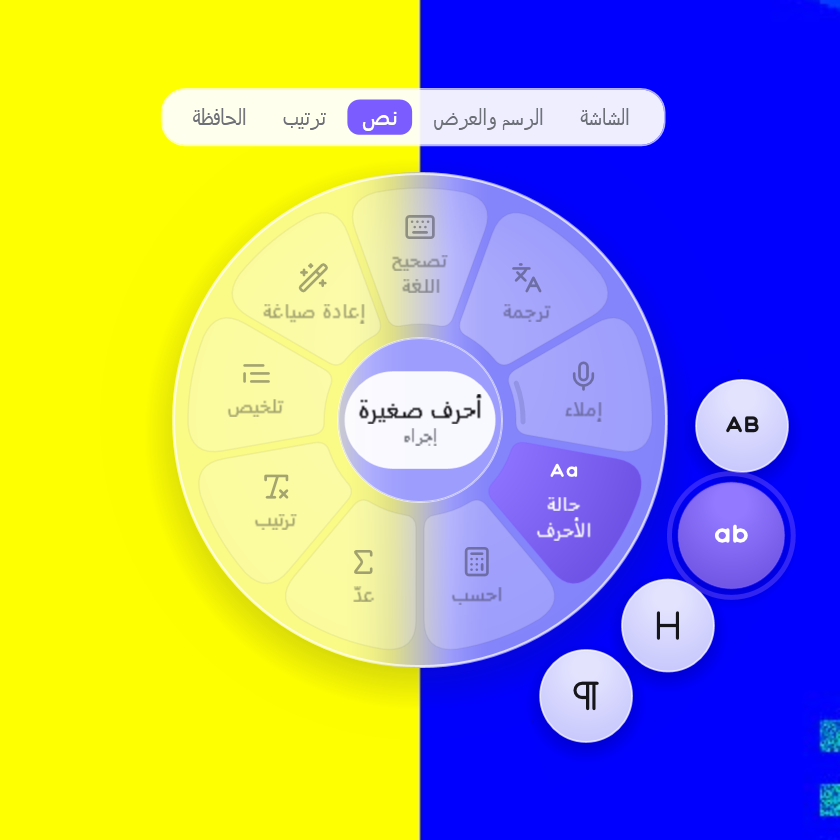 الشاشة الرسم والعرض نص ترتيب الحافظة
تصحيح
اللغة
ترجمة
إملاء
Aa
حالة
الأحرف
احسب
عدّ
ترتيب
تلخيص
إعادة صياغة
أحرف صغيرة
إجراء
AB
ab
H
¶